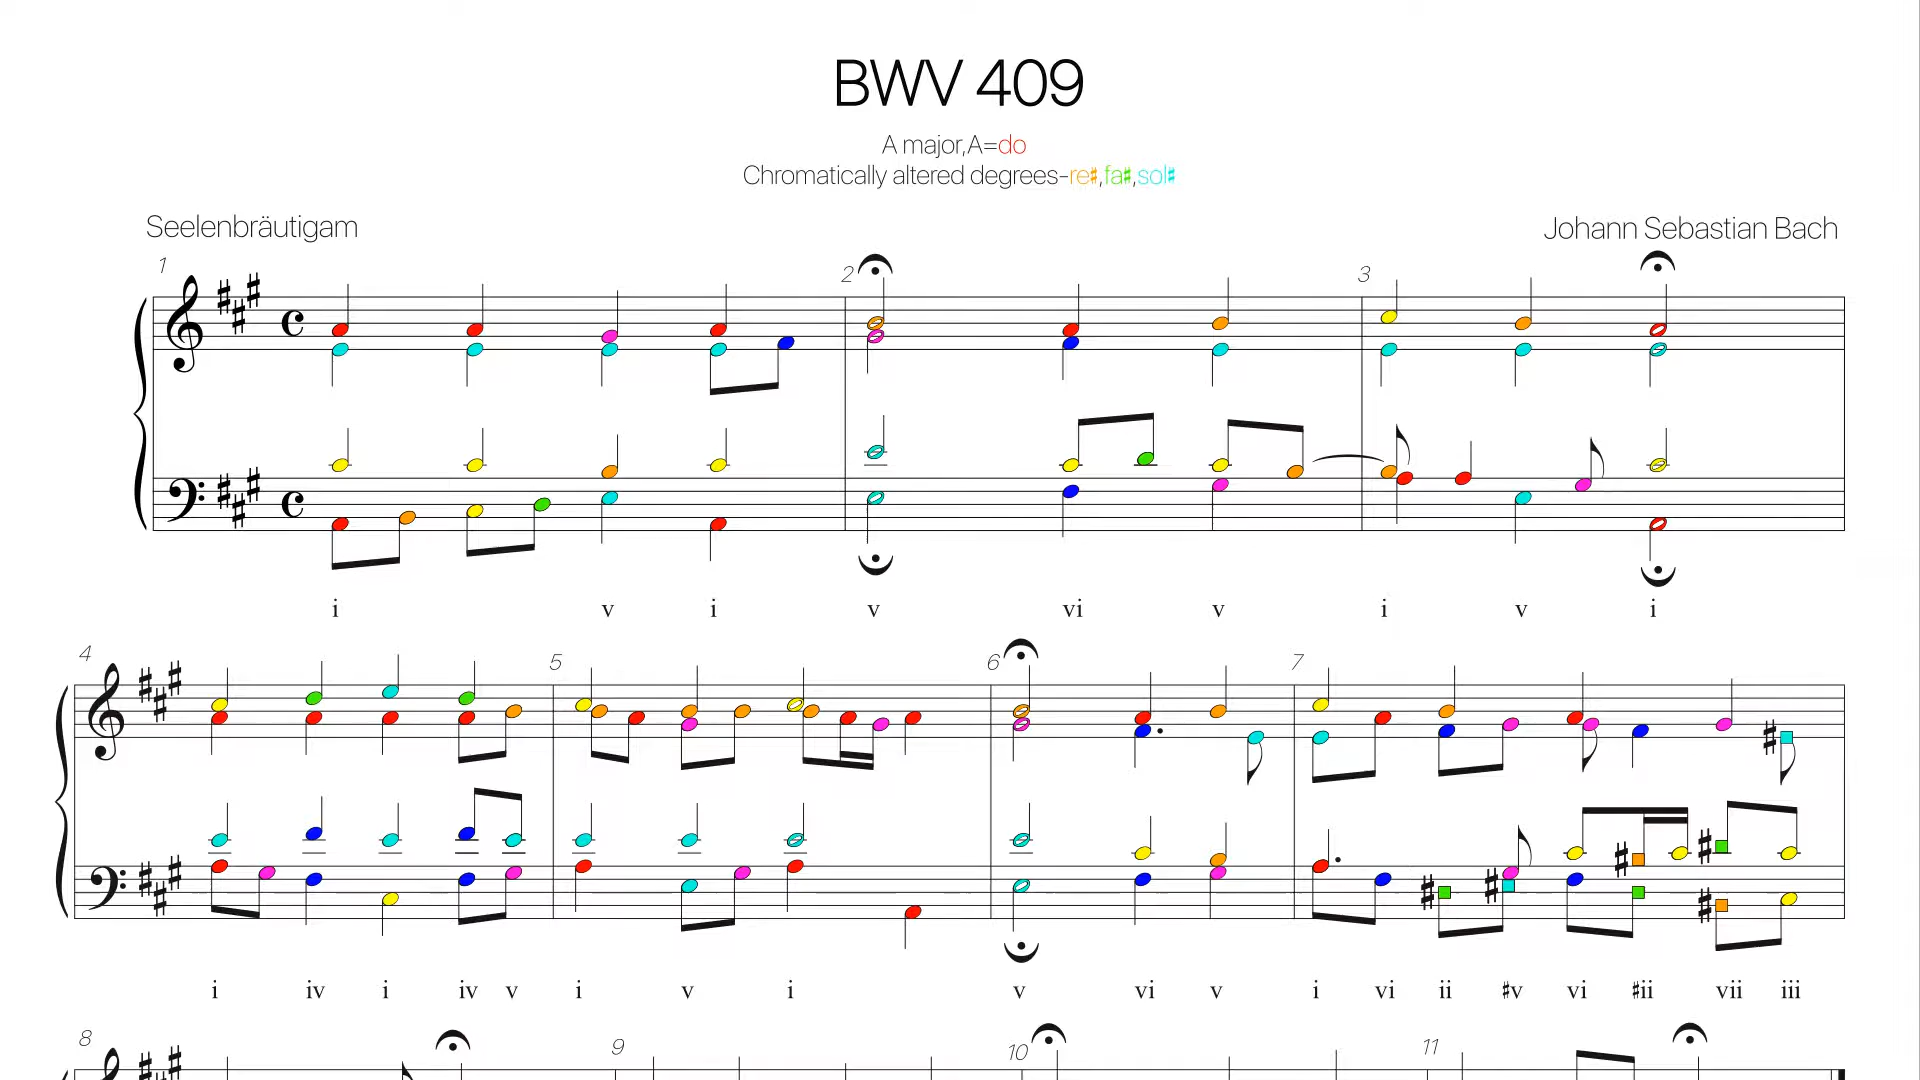 BWV 409
A major,A=do
Chromatically altered degrees-re♯,fa♯,sol♯
Seelenbräutigam
Johann Sebastian Bach
1 2 3
i v i v vi v i v i
4 5 6 7
i iv i iv v i v i v vi v i vi ii ♯v vi ♯ii vii iii
8 9 10 11